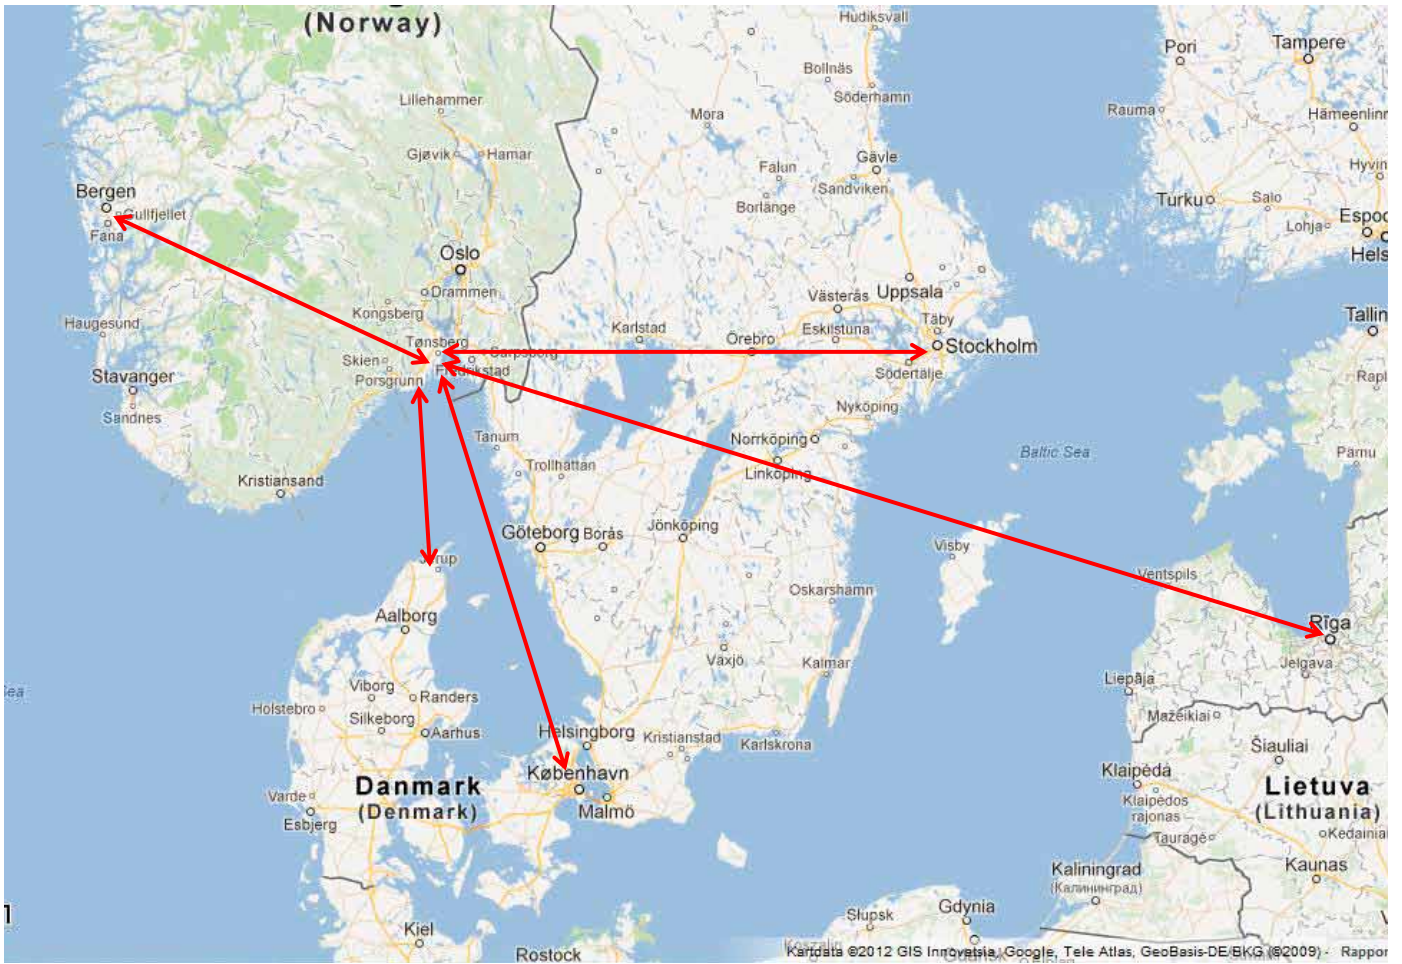 (Norway)
Hudiksvall
Pori
Tampere
Bollnäs
Lillehammer
Söderhamn
Rauma
Mora
Hämeenlinn
Gjøvik
Hamar
Falun
Gävle
Hyvin
Sandviken
Bergen
Borlänge
Turku
Salo
Gullfjellet
Espoo
Fana
Lohja
Oslo
Hels
Drammen
Uppsala
Västerås
Kongsberg
Täby
Tallin
Haugesund
Karlstad
Eskilstuna
Tønsberg
Örebro
Stockholm
Sarpsborg
Skien
Fredrikstad
Södertälje
Stavanger
Porsgrunn
Rapl
Sandnes
Nyköping
Tanum
Norrköping
Baltic Sea
Pärnu
Trollhättan
Linköping
Kristiansand
Jönköping
Göteborg
Borås
Visby
Ventspils
Oskarshamn
Aalborg
Rīga
Växjö
Kalmar
Jelgava
Liepāja
Sea
Viborg
Randers
Holstebro
Silkeborg
Mažeikiai
Aarhus
Helsingborg
Kristianstad
Karlskrona
Šiauliai
København
Klaipėda
Danmark
(Denmark)
Lietuva
(Lithuania)
Varde
Klaipėdos
rajonas
Malmö
Esbjerg
Tauragė
Kėdainiai
Kaliningrad
(Калининград)
Kaunas
Gdynia
Słupsk
Kiel
Rostock
Koszalin
Kartdata ©2012 GIS Innovatsia, Google, Tele Atlas, GeoBasis-DE/BKG (©2009) - Rappor